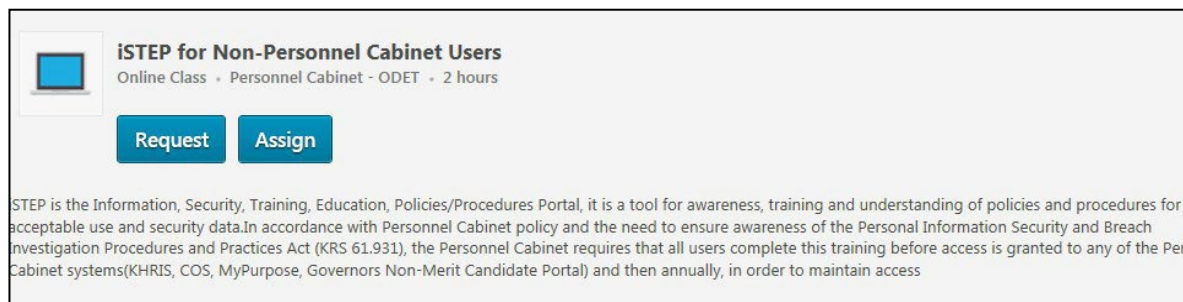 iSTEP for Non-Personnel Cabinet Users
Online Class • Personnel Cabinet - ODET • 2 hours
Request Assign
iSTEP is the Information, Security, Training, Education, Policies/Procedures Portal, it is a tool for awareness, training and understanding of policies and procedures for
acceptable use and security data.In accordance with Personnel Cabinet policy and the need to ensure awareness of the Personal Information Security and Breach
Investigation Procedures and Practices Act (KRS 61.931), the Personnel Cabinet requires that all users complete this training before access is granted to any of the
Cabinet systems(KHRIS, COS, MyPurpose, Governors Non-Merit Candidate Portal) and then annually, in order to maintain access